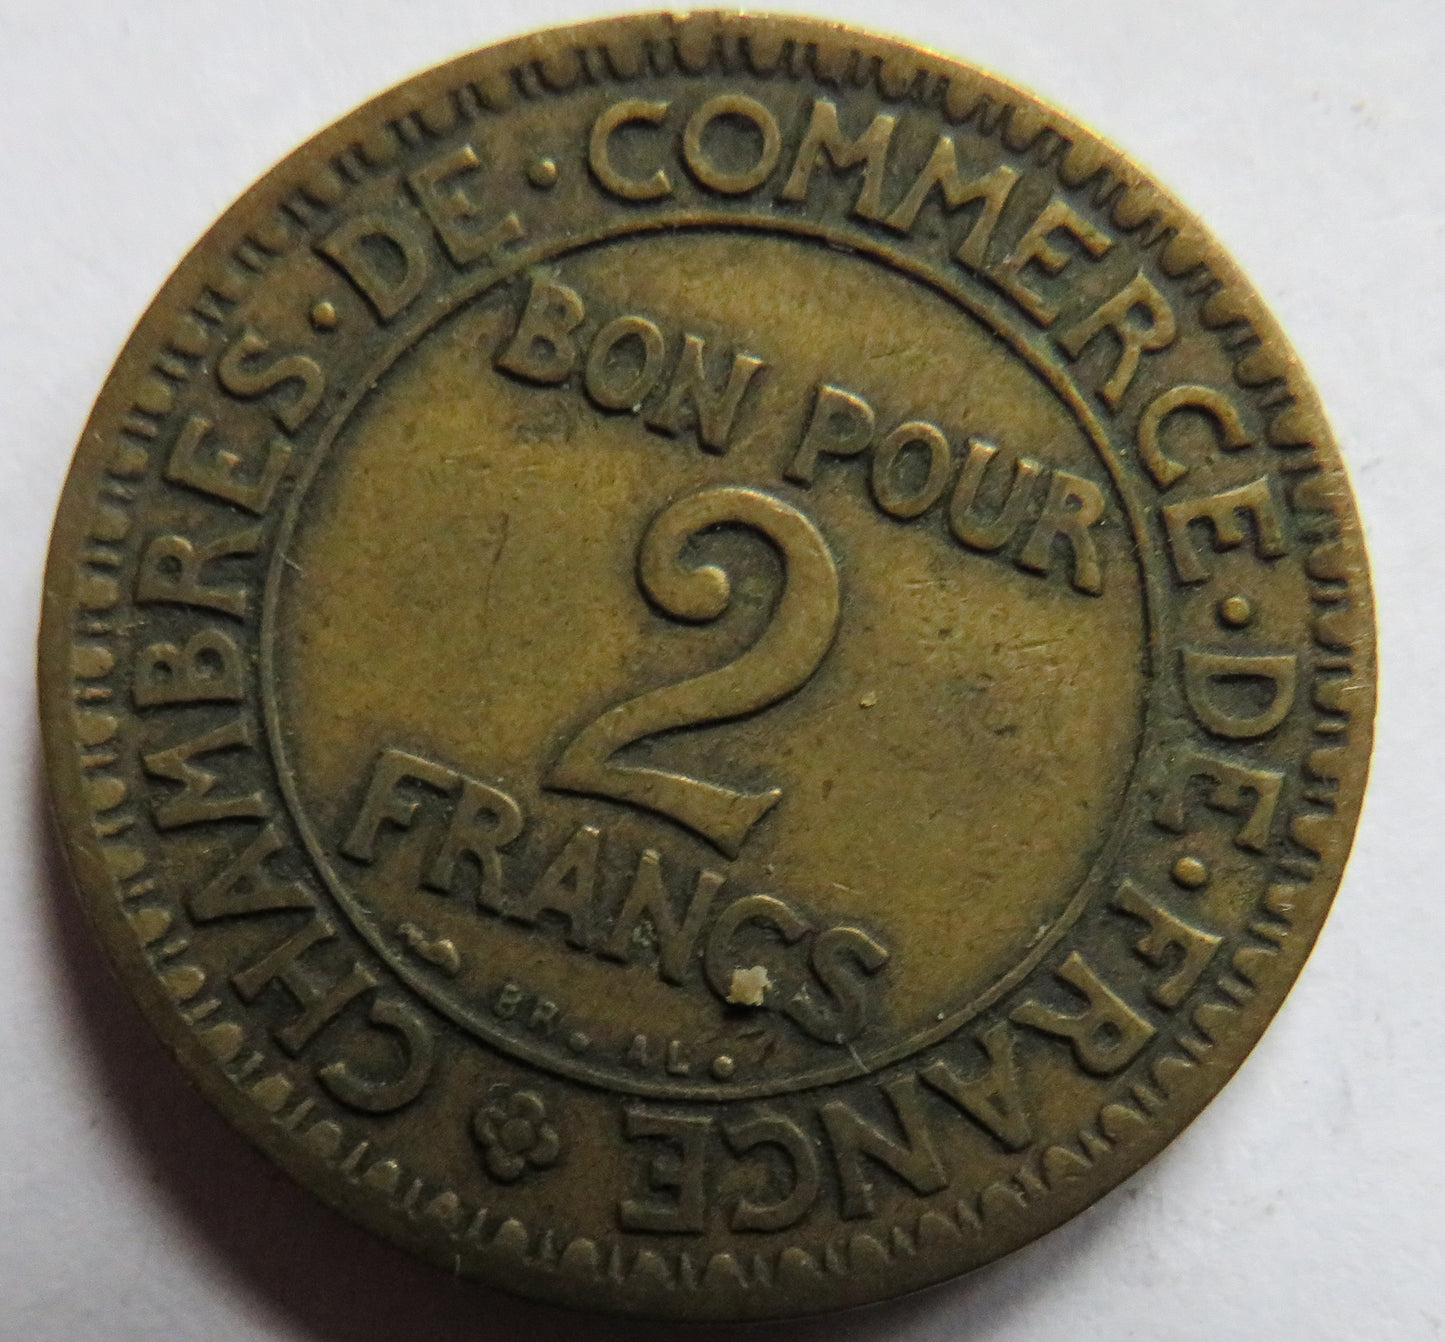 CHAMBRES · DE · COMMERCE · DE · FRANCE
BON POUR
2
FRANCS
BR. AL.